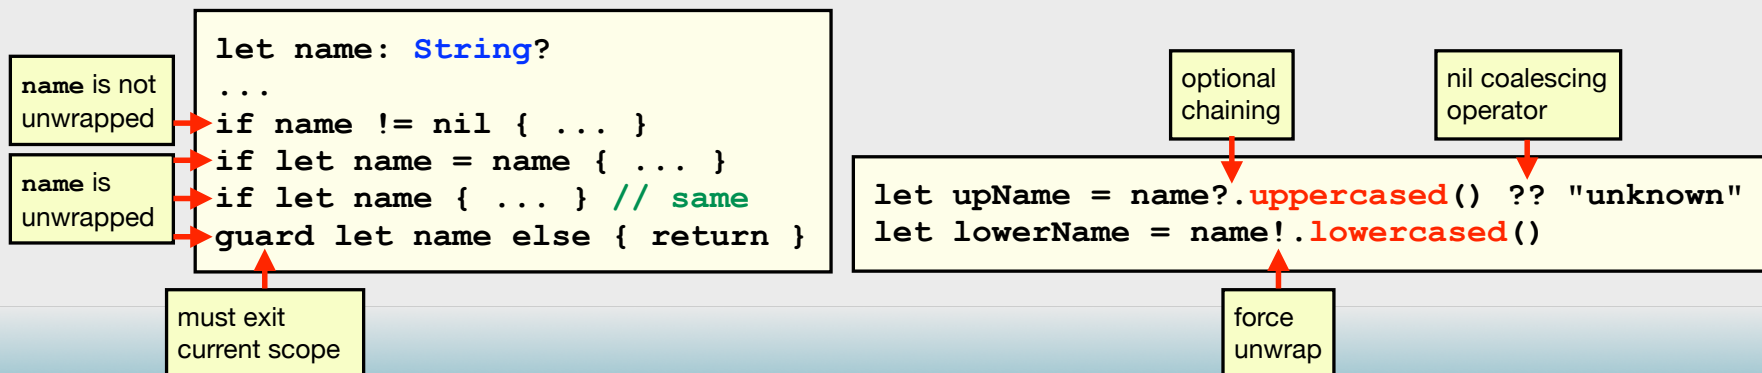 let name: String?
...
if name != nil { ... }
if let name = name { ... }
if let name { ... } // same
guard let name else { return }
name is not
unwrapped
name is
unwrapped
must exit
current scope
optional
chaining
nil coalescing
operator
let upName = name?.uppercased() ?? "unknown"
let lowerName = name!.lowercased()
force
unwrap